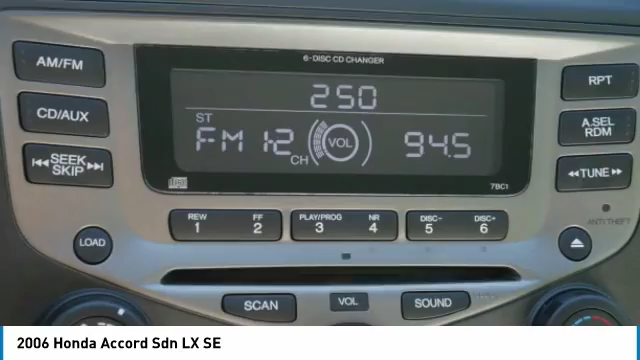 6-DISC CD CHANGER
AM/FM
RPT
250
CD/AUX
ST
A.SEL
RDM
FM 1-2
CH
VOL
94.5
SEEK
SKIP
TUNE
7BC1
REW
1
FF
2
PLAY/PROG
3
NR
4
DISC-
5
DISC+
6
ANTI THEFT
LOAD
SCAN
VOL
SOUND
2006 Honda Accord Sdn LX SE